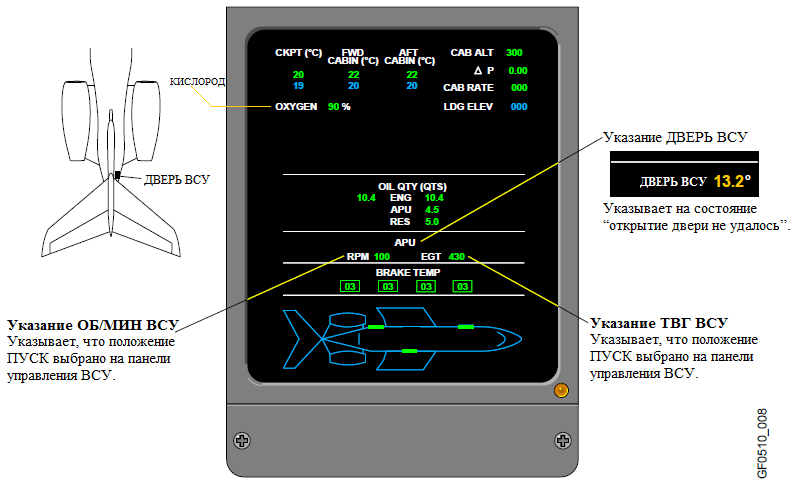 CKPT (°C) FWD CABIN (°C) AFT CABIN (°C) CAB ALT 300
20 22 22 Δ P 0.00
19 20 20 CAB RATE 000
OXYGEN 90 % LDG ELEV 000
КИСЛОРОД
ДВЕРЬ ВСУ
OIL QTY (QTS)
10.4 ENG 10.4
APU 4.5
RES 5.0
APU
RPM 100 EGT 430
BRAKE TEMP
03 03 03 03
Указание ДВЕРЬ ВСУ
ДВЕРЬ ВСУ 13.2°
Указывает на состояние
“открытие двери не удалось”.
Указание ОБ/МИН ВСУ
Указывает, что положение
ПУСК выбрано на панели
управления ВСУ.
Указание ТВГ ВСУ
Указывает, что положение
ПУСК выбрано на панели
управления ВСУ.
GF0510_008